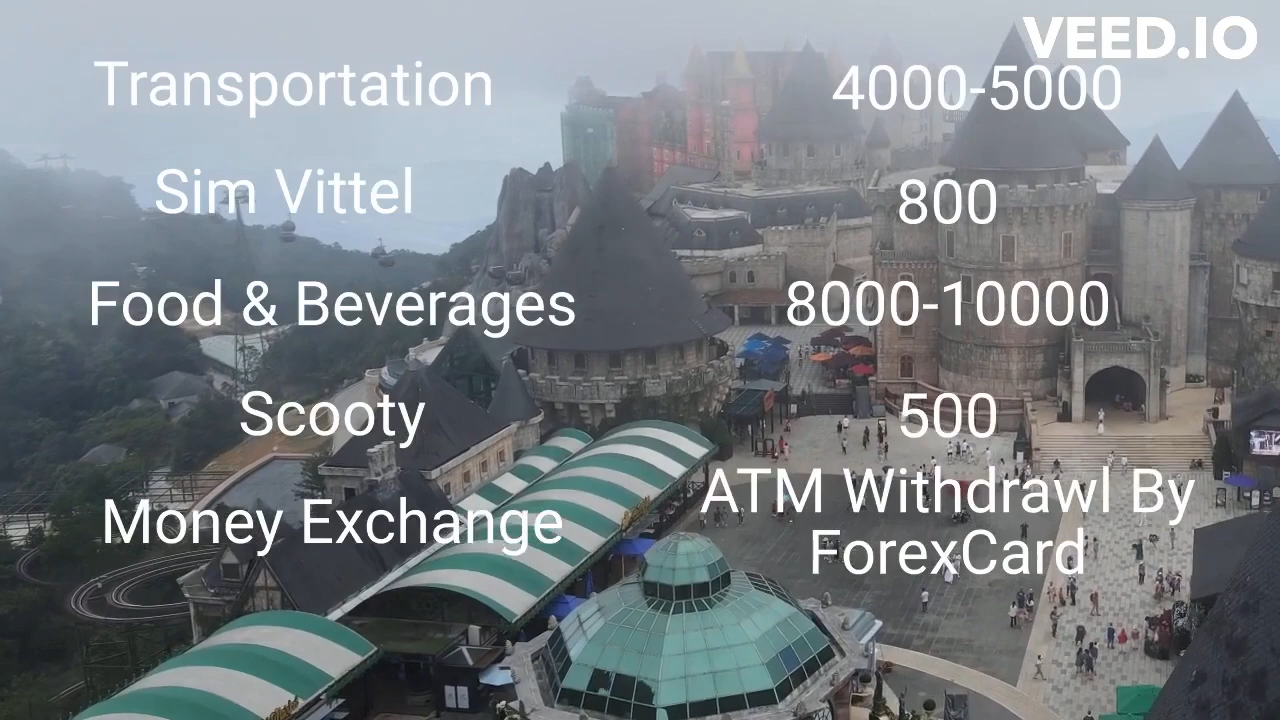 VEED.IO
Transportation 4000-5000
Sim Vittel 800
Food & Beverages 8000-10000
Scooty 500
Money Exchange ATM Withdrawl By
ForexCard